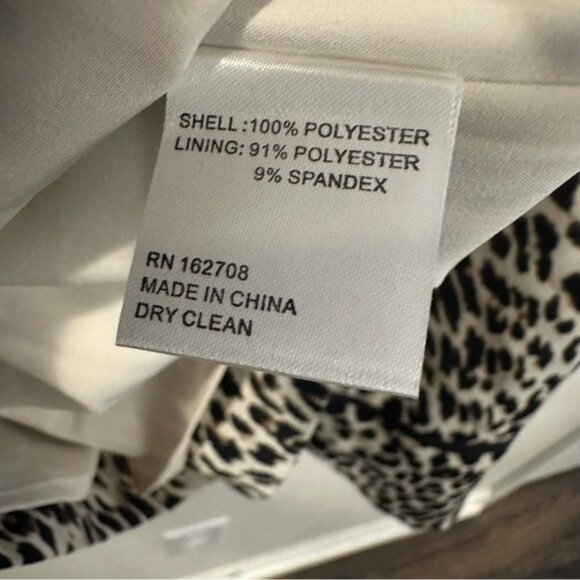 SHELL :100% POLYESTER
LINING: 91% POLYESTER
9% SPANDEX
RN 162708
MADE IN CHINA
DRY CLEAN